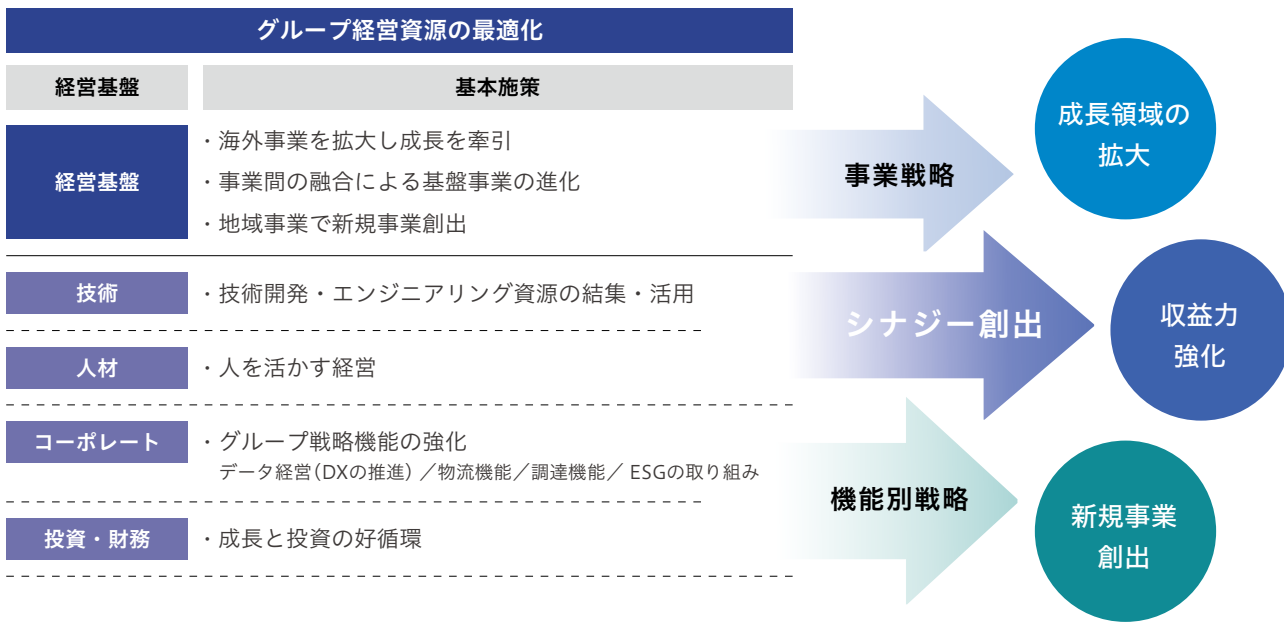 グループ経営資源の最適化
経営基盤
基本施策
経営基盤
・海外事業を拡大し成長を牽引
・事業間の融合による基盤事業の進化
・地域事業で新規事業創出
技術
・技術開発・エンジニアリング資源の結集・活用
人材
・人を活かす経営
コーポレート
・グループ戦略機能の強化
データ経営(DXの推進)/物流機能/調達機能/ ESGの取り組み
投資・財務
・成長と投資の好循環
事業戦略
シナジー創出
機能別戦略
成長領域の
拡大
収益力
強化
新規事業
創出